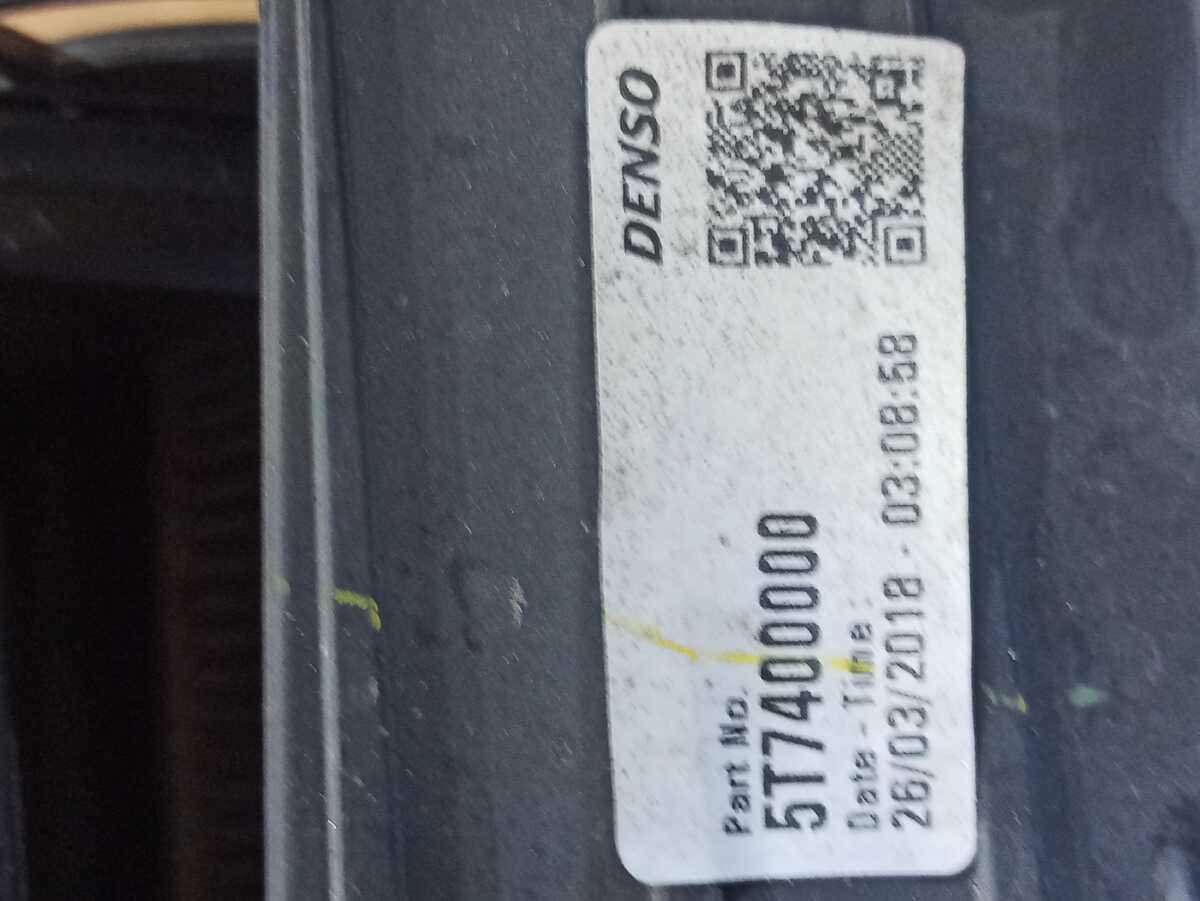 DENSO
Part No.
5T7400000
Date - Time :
26/03/2018 - 03:08:58